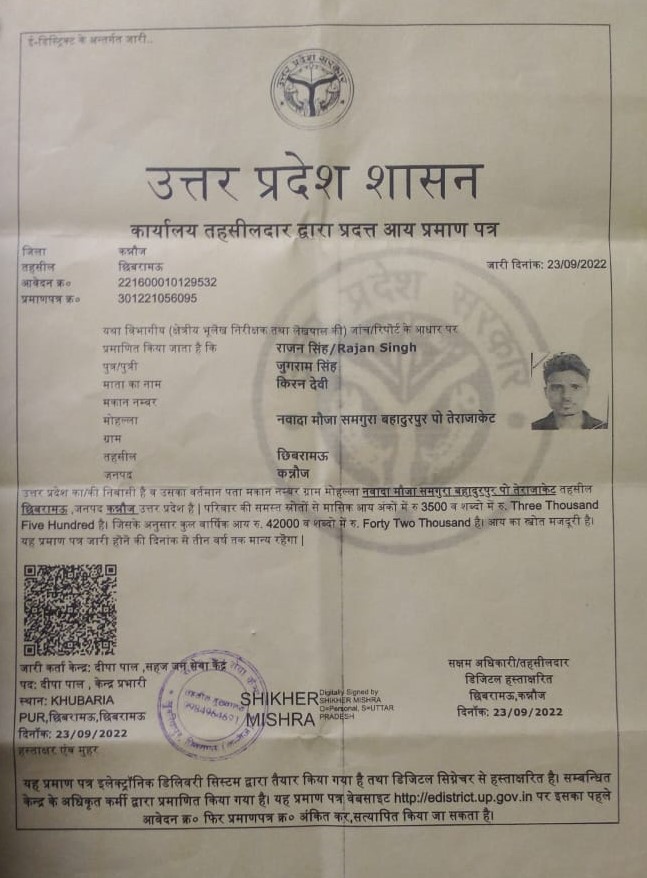 ई-डिस्ट्रिक्ट के अन्तर्गत जारी..
उत्तर प्रदेश सरकार
उत्तर प्रदेश शासन
कार्यालय तहसीलदार द्वारा प्रदत्त आय प्रमाण पत्र
जिला कन्नौज
तहसील छिबरामऊ
जारी दिनांक: 23/09/2022
आवेदन क्र० 221600010129532
प्रमाणपत्र क्र० 301221056095
यथा विभागीय (क्षेत्रीय भूलेख निरीक्षक तथा लेखपाल की) जांच/रिपोर्ट के आधार पर
प्रमाणित किया जाता है कि राजन सिंह/Rajan Singh
पुत्र/पुत्री जुगराम सिंह
माता का नाम किरन देवी
मकान नम्बर
मोहल्ला नवादा मौजा समगुरा बहादुरपुर पो तेराजाकेट
ग्राम
तहसील छिबरामऊ
जनपद कन्नौज
उत्तर प्रदेश का/की निवासी है व उसका वर्तमान पता मकान नम्बर ग्राम मोहल्ला नवादा मौजा समगुरा बहादुरपुर पो तेराजाकेट तहसील
छिबरामऊ ,जनपद कन्नौज उत्तर प्रदेश है | परिवार की समस्त स्रोतों से मासिक आय अंकों में रु 3500 व शब्दो में रु. Three Thousand
Five Hundred है। जिसके अनुसार कुल वार्षिक आय रु. 42000 व शब्दो में रु. Forty Two Thousand है। आय का स्रोत मजदूरी है।
यह प्रमाण पत्र जारी होने की दिनांक से तीन वर्ष तक मान्य रहेगा |
जारी कर्ता केन्द्र: दीपा पाल ,सहज जन सेवा केंद्र
पद: दीपा पाल , केन्द्र प्रभारी
स्थान: KHUBARIA
PUR,छिबरामऊ,छिबरामऊ
दिनाँक: 23/09/2022
हस्ताक्षर एंव मुहर
SHIKHER
MISHRA
Digitally Signed by
SHIKHER MISHRA
O=Personal, S=UTTAR
PRADESH
सक्षम अधिकारी/तहसीलदार
डिजिटल हस्ताक्षरित
छिबरामऊ,कन्नौज
दिनाँक: 23/09/2022
यह प्रमाण पत्र इलेक्ट्रॉनिक डिलिवरी सिस्टम द्वारा तैयार किया गया है तथा डिजिटल सिग्नेचर से हस्ताक्षरित है। सम्बन्धित
केन्द्र के अधिकृत कर्मी द्वारा प्रमाणित किया गया है। यह प्रमाण पत्र वेबसाइट http://edistrict.up.gov.in पर इसका पहले
आवेदन क्र० फिर प्रमाणपत्र क्र० अंकित कर,सत्यापित किया जा सकता है।